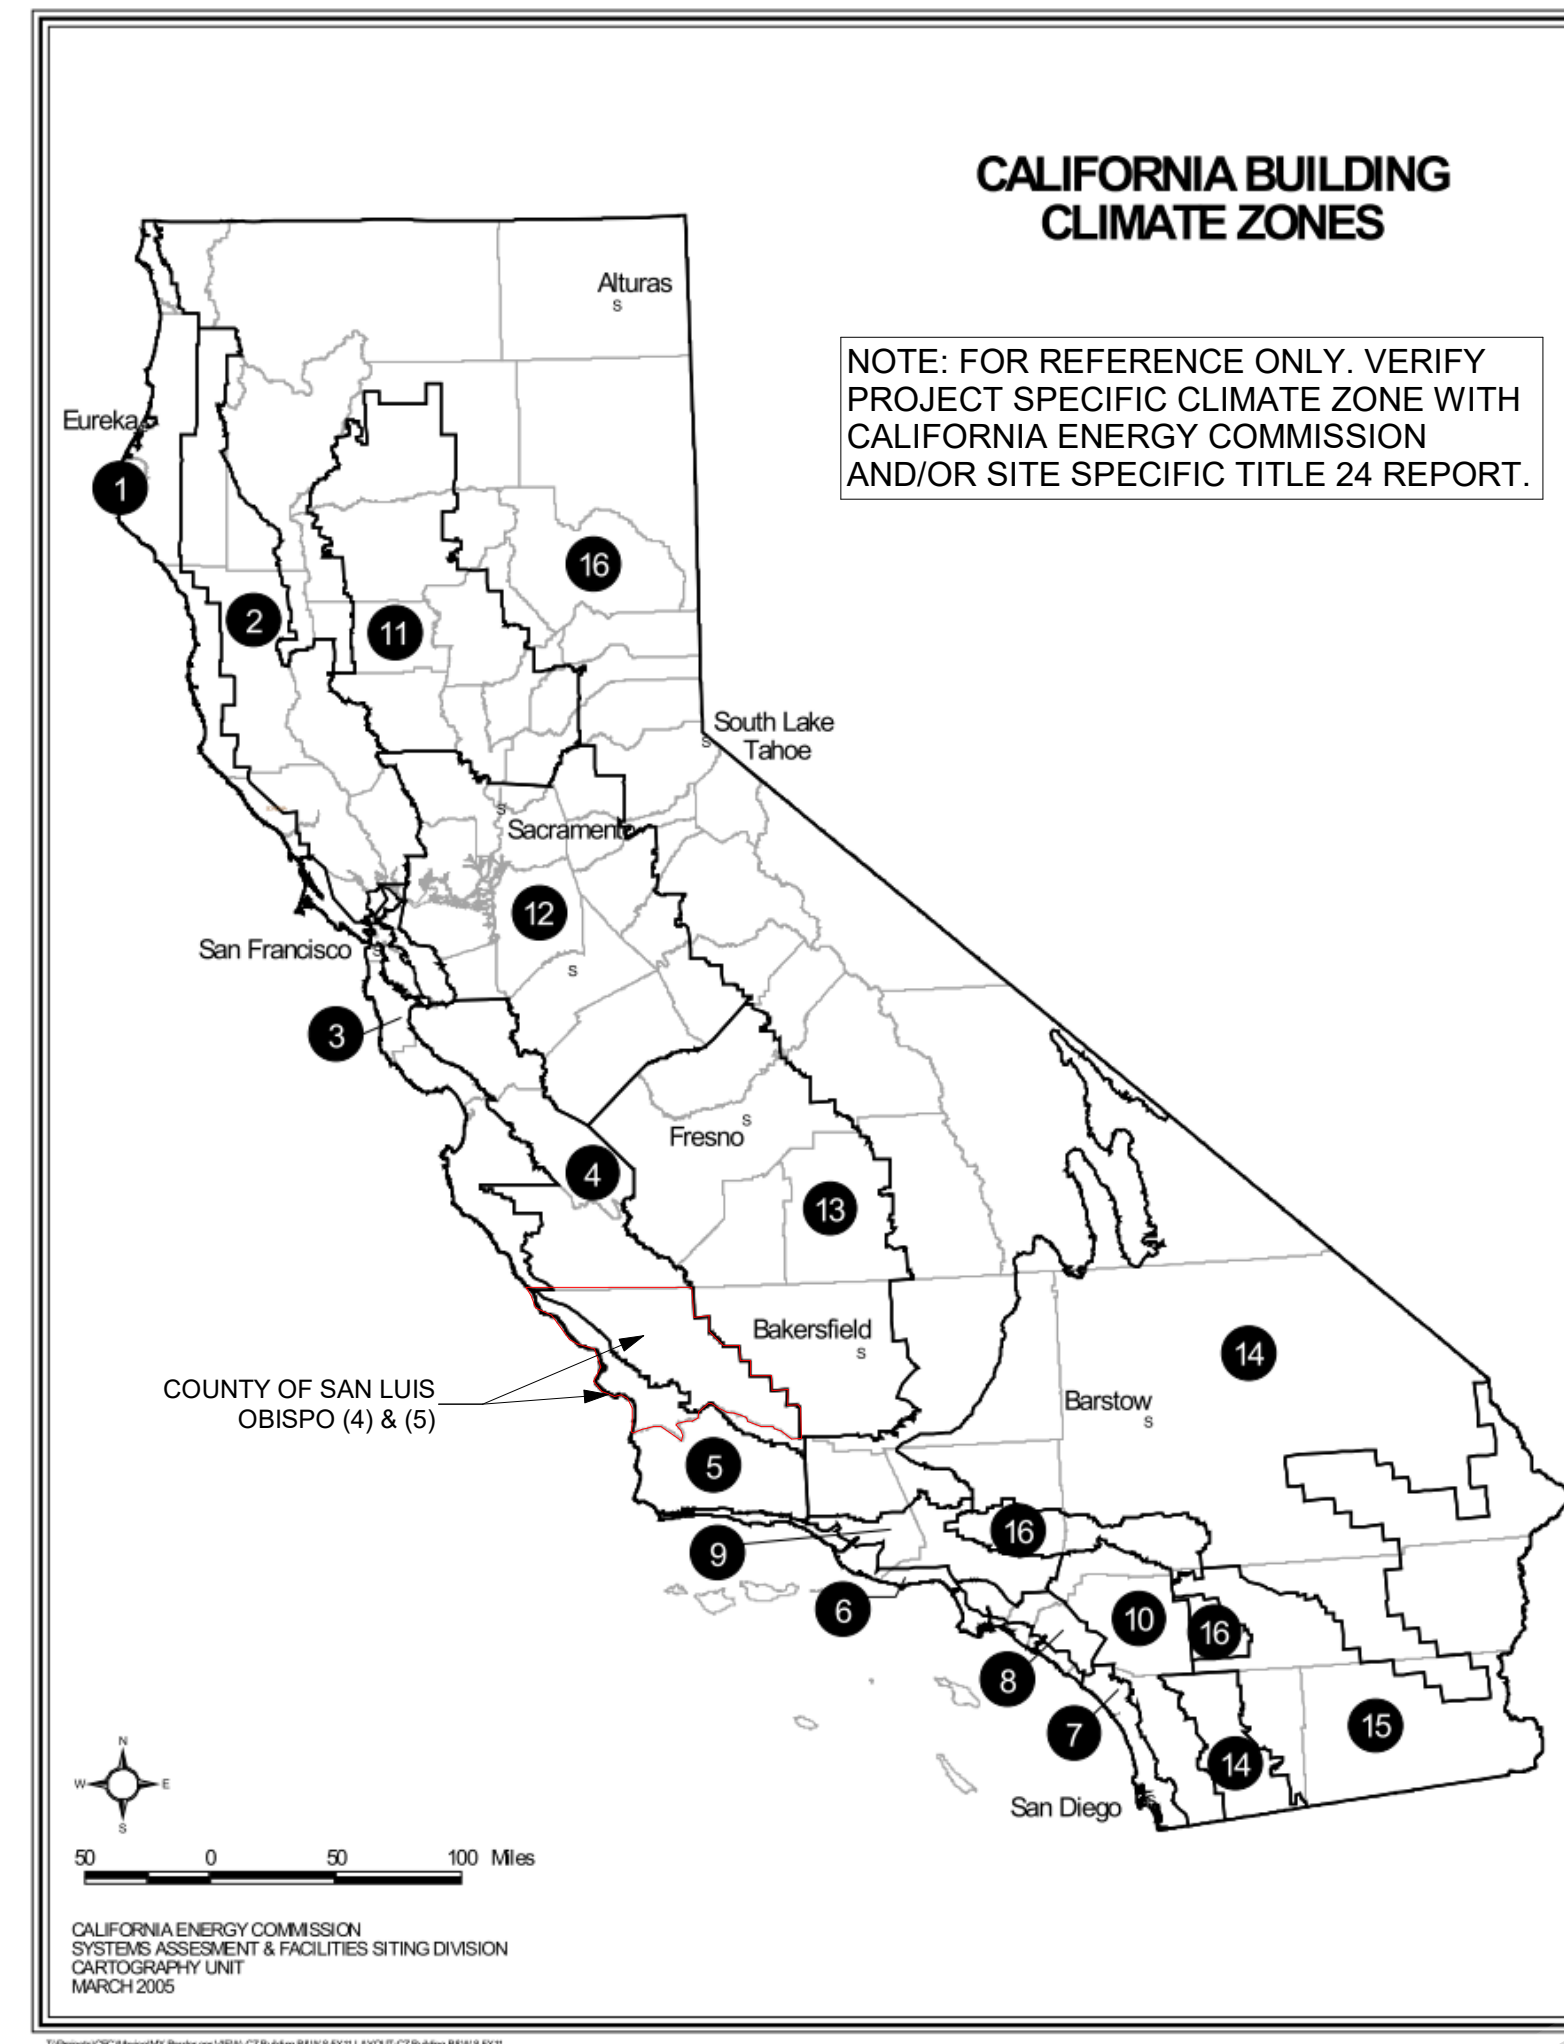 CALIFORNIA BUILDING
CLIMATE ZONES
NOTE: FOR REFERENCE ONLY. VERIFY
PROJECT SPECIFIC CLIMATE ZONE WITH
CALIFORNIA ENERGY COMMISSION
AND/OR SITE SPECIFIC TITLE 24 REPORT.
Alturas
S
Eureka
1
16
2
11
South Lake
Tahoe
S
S
Sacramento
12
San Francisco
S
S
3
Fresno
S
4
13
Bakersfield
S
14
COUNTY OF SAN LUIS
OBISPO (4) & (5)
Barstow
S
5
16
9
6
10
16
8
7
15
14
San Diego
S
N
W
E
S
50 0 50 100 Miles
CALIFORNIA ENERGY COMMISSION
SYSTEMS ASSESMENT & FACILITIES SITING DIVISION
CARTOGRAPHY UNIT
MARCH 2005